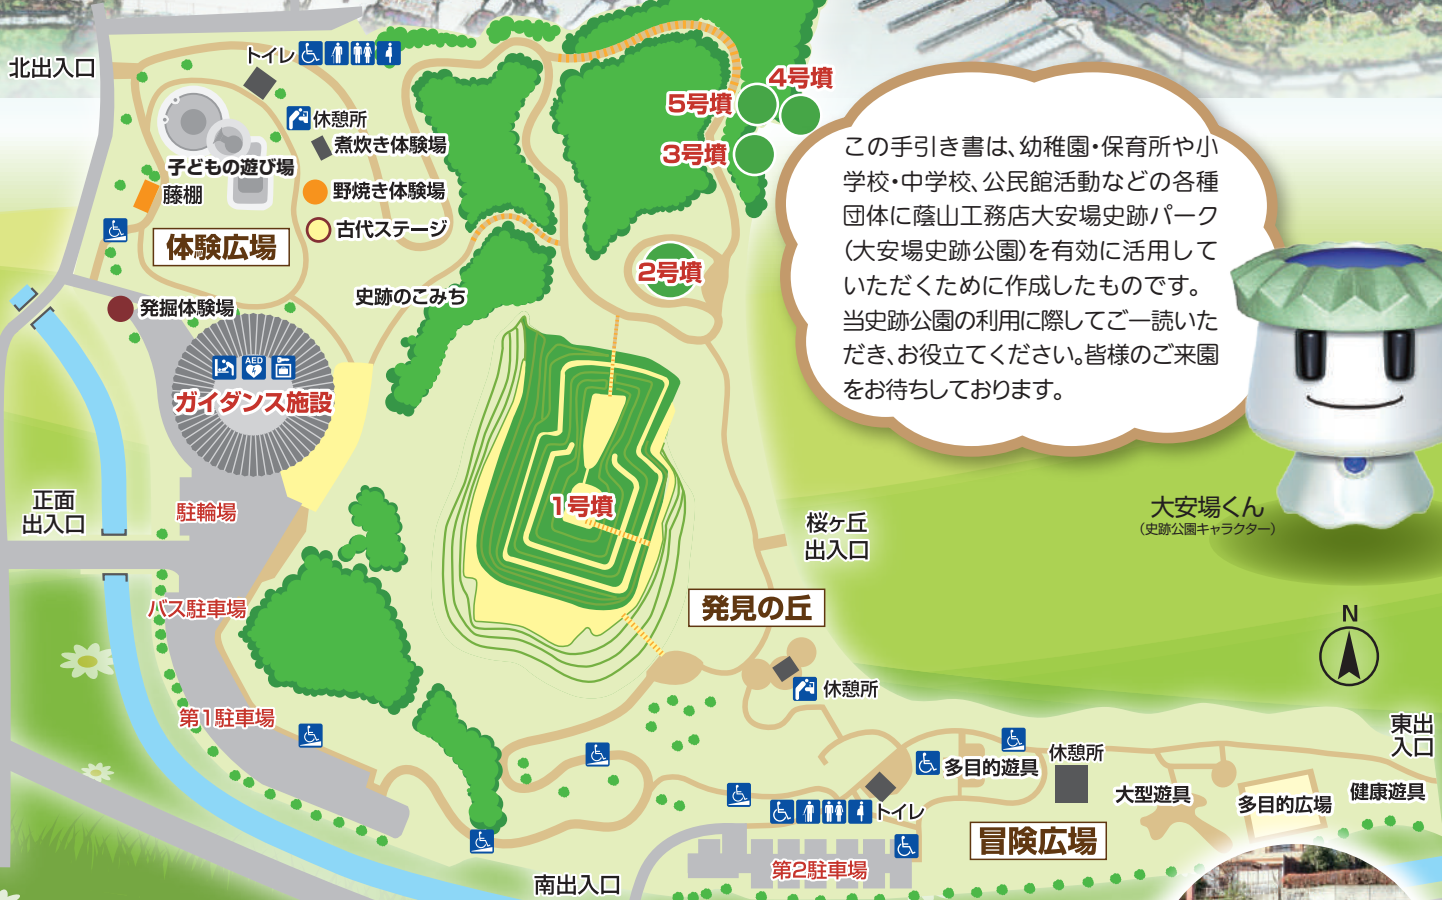 北出入口
トイレ
休憩所
煮炊き体験場
子どもの遊び場
藤棚
野焼き体験場
古代ステージ
体験広場
発掘体験場
史跡のこみち
AED
ガイダンス施設
5号墳
4号墳
3号墳
2号墳
1号墳
この手引き書は、幼稚園・保育所や小
学校・中学校、公民館活動などの各種
団体に蔭山工務店大安場史跡パーク
(大安場史跡公園)を有効に活用して
いただくために作成したものです。
当史跡公園の利用に際してご一読いた
だき、お役立てください。皆様のご来園
をお待ちしております。
大安場くん
(史跡公園キャラクター)
正面
出入口
駐輪場
バス駐車場
第1駐車場
桜ヶ丘
出入口
発見の丘
休憩所
N
東出
入口
多目的遊具
休憩所
大型遊具
多目的広場
健康遊具
トイレ
冒険広場
第2駐車場
南出入口